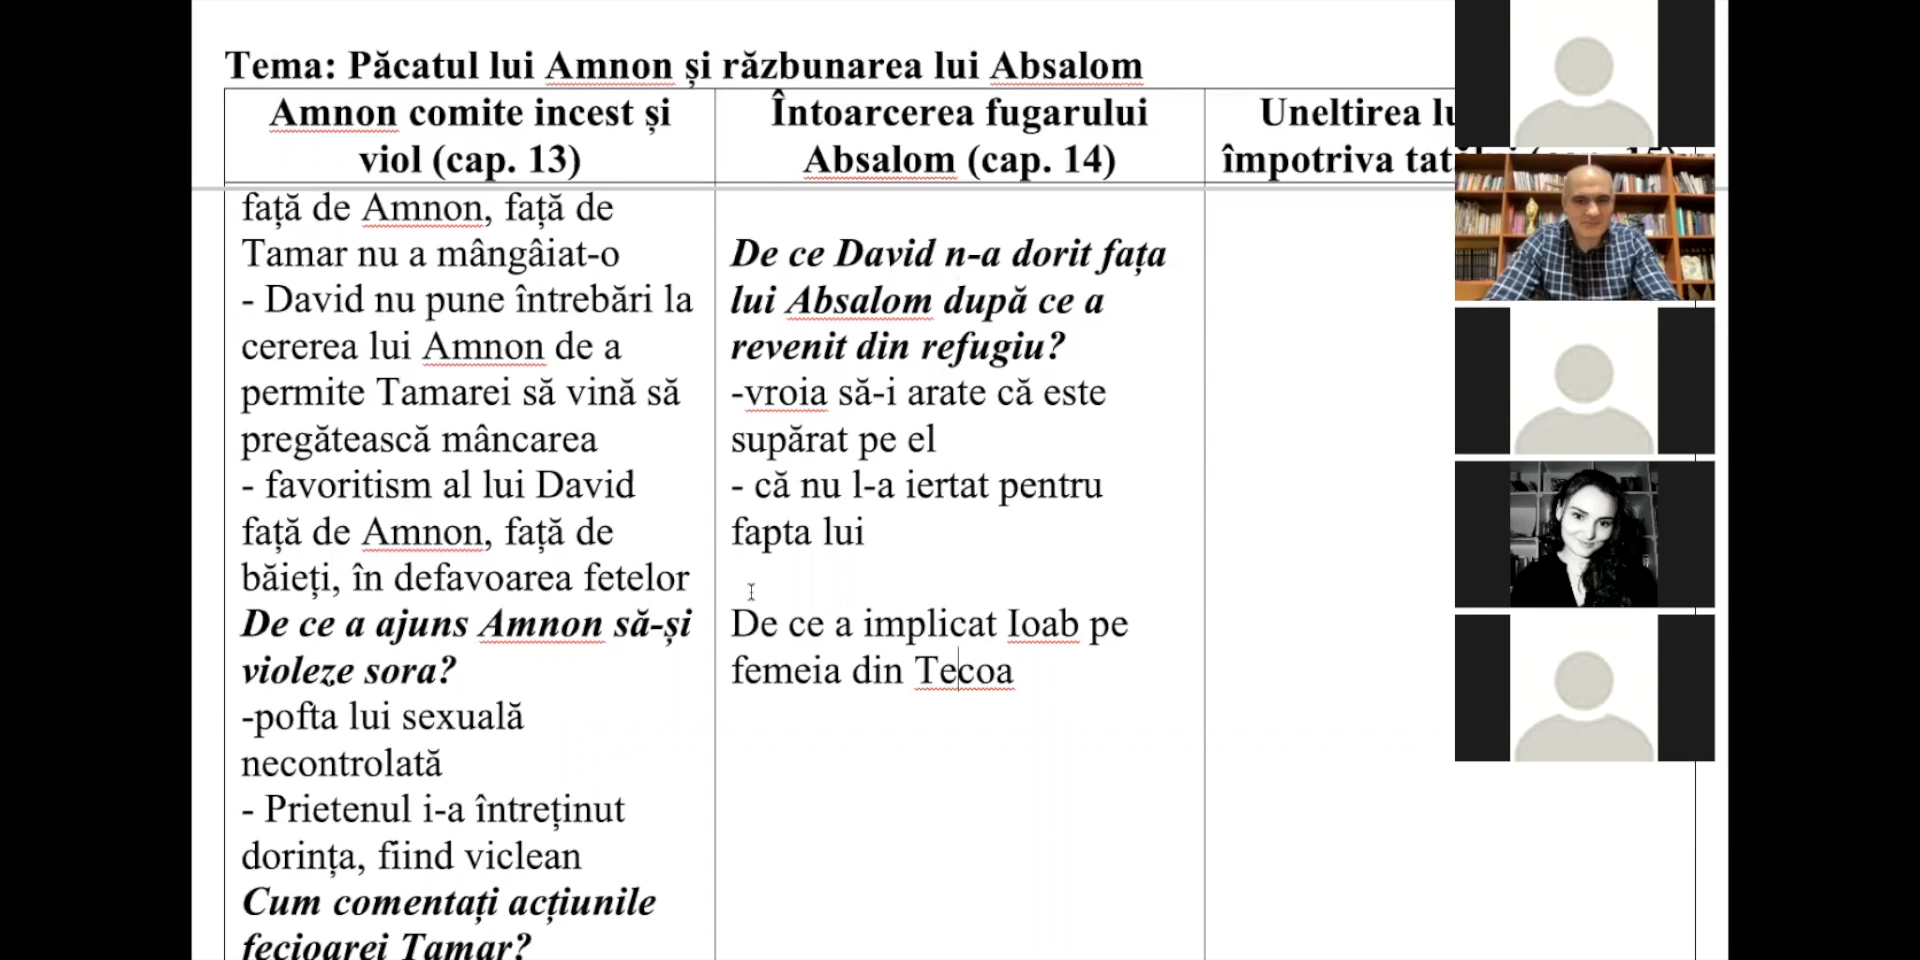 Tema: Păcatul lui Amnon și răzbunarea lui Absalom
Amnon comite incest și
viol (cap. 13)
Întoarcerea fugarului
Absalom (cap. 14)
Uneltirea
împotriva
față de Amnon, față de
Tamar nu a mângâiat-o
- David nu pune întrebări la
cererea lui Amnon de a
permite Tamarei să vină să
pregătească mâncarea
- favoritism al lui David
față de Amnon, față de
băieți, în defavoarea fetelor
De ce a ajuns Amnon să-și
violeze sora?
-pofta lui sexuală
necontrolată
- Prietenul i-a întreținut
dorința, fiind viclean
Cum comentați acțiunile
fecioarei Tamar?
De ce David n-a dorit fața
lui Absalom după ce a
revenit din refugiu?
-vroia să-i arate că este
supărat pe el
- că nu l-a iertat pentru
fapta lui
De ce a implicat Ioab pe
femeia din Tecoa